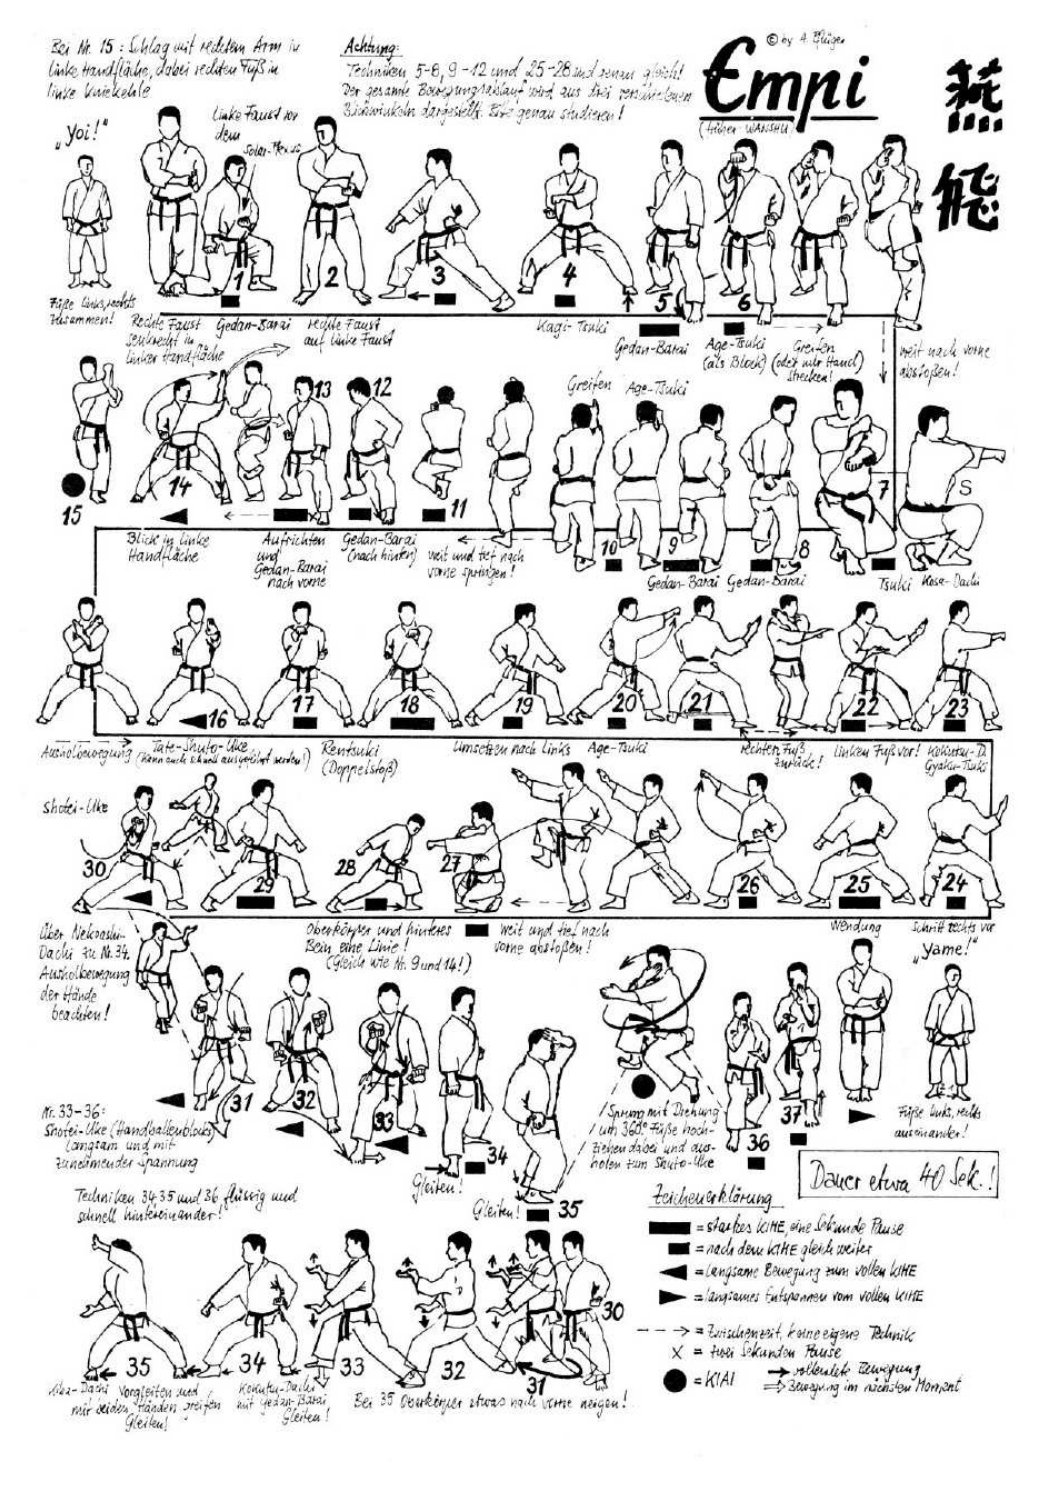 Bei Nr. 15 : Schlag mit rechtem Arm in
linke Handfläche, dabei rechten Fuß in
linke Kniekehle
Achtung:
Techniken 5-8, 9-12 und 25-28 sind genau gleich!
Der gesamte Bewegungsablauf wird aus drei verschiedenen
Blickwinkeln dargestellt. Bitte genau studieren!
© by A. Pflüger
Empi
(früher: WANSHU)
燕
飛
„Yoi!"
Linke Faust vor
dem
Solar-Plexus
1
2
3
4
5
6
Füße links, rechts
zusammen!
Rechte Faust
senkrecht in
linker Handfläche
Gedan-Barai
rechte Faust
auf linke Faust
Kagi-Tsuki
Gedan-Barai
Age-Tsuki
(als Block)
Greifen
(oder nur Hand
strecken!)
weit nach vorne
abstoßen!
15
14
13
12
11
Greifen
Age-Tsuki
10
9
8
7
S
Blick in linke
Handfläche
Aufrichten
und
Gedan-Barai
nach vorne
Gedan-Barai
(nach hinten)
weit und tief nach
vorne springen!
Gedan-Barai
Gedan-Barai
Tsuki
Kosa-Dachi
16
17
18
19
20
21
22
23
Ausholbewegung
Tate-Shuto-Uke
(kann auch schnell ausgeführt werden!)
Rentsuki
(Doppelstoß)
Umsetzen nach links
Age-Tsuki
rechten Fuß
zurück!
Linken Fuß vor!
Kokutsu-D.
Gyaku-Tsuki
Shotei-Uke
30
29
28
27
26
25
24
Über Nekoashi-
Dachi zu Nr. 34.
Ausholbewegung
der Hände
beachten!
Oberkörper und hinteres
Bein eine Linie!
(Gleich wie Nr. 9 und 14!)
weit und tief nach
vorne abstoßen!
Wendung
Schritt rechts vor
„Yame!"
31
32
33
34
35
36
37
Nr. 33-36:
Shotei-Uke (Handballenblocks)
langsam und mit
zunehmender Spannung
Gleiten!
Gleiten!
Sprung mit Drehung
um 360° Füße hoch-
ziehen dabei und aus-
holen zum Shuto-Uke
Füße links, rechts
auseinander!
Dauer etwa 40 Sek.!
Techniken 34, 35 und 36 flüssig und
schnell hintereinander!
Zeichenerklärung
= starkes KIME, eine Sekunde Pause
= nach dem KIME gleich weiter
= langsame Bewegung zum vollen KIME
= langsames Entspannen vom vollen KIME
= Zwischenzeit, keine eigene Technik
X = zwei Sekunden Pause
= KIAI
vollendete Bewegung
Bewegung im nächsten Moment
35
34
33
32
31
30
Kiba-Dachi Vorgleiten und
mit beiden Händen greifen
Gleiten!
Kokutsu-Dachi
mit Gedan-Barai
Gleiten!
Bei 35 Oberkörper etwas nach vorne neigen!